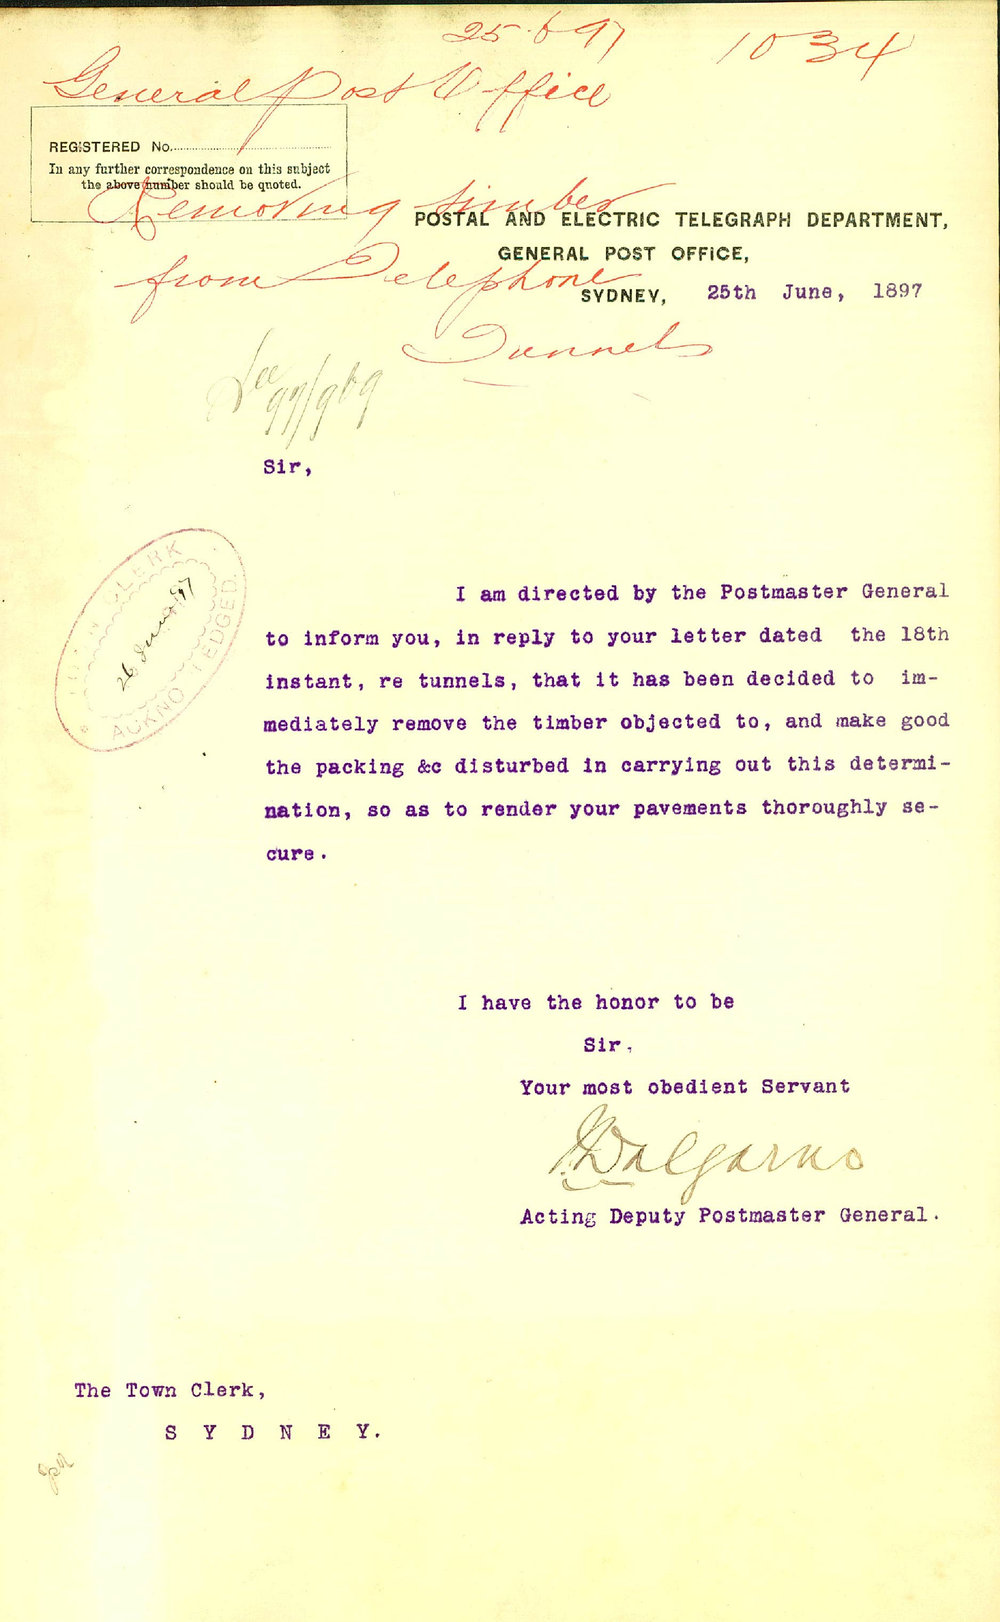 25.6.97
1034
General Post Office
REGISTERED No.
In any further correspondence on this subject
the above number should be quoted.
Removing timber
POSTAL AND ELECTRIC TELEGRAPH DEPARTMENT,
GENERAL POST OFFICE,
from Telephone
SYDNEY, 25th June, 1897
Tunnels
See
97/969
Sir,
I am directed by the Postmaster General
to inform you, in reply to your letter dated the 18th
instant, re tunnels, that it has been decided to im-
mediately remove the timber objected to, and make good
the packing &c disturbed in carrying out this determi-
nation, so as to render your pavements thoroughly se-
cure.
CLERK
26 June 97
ACKNO LEDGED
I have the honor to be
Sir,
Your most obedient Servant
Dalgarno
Acting Deputy Postmaster General.
The Town Clerk,
S Y D N E Y.